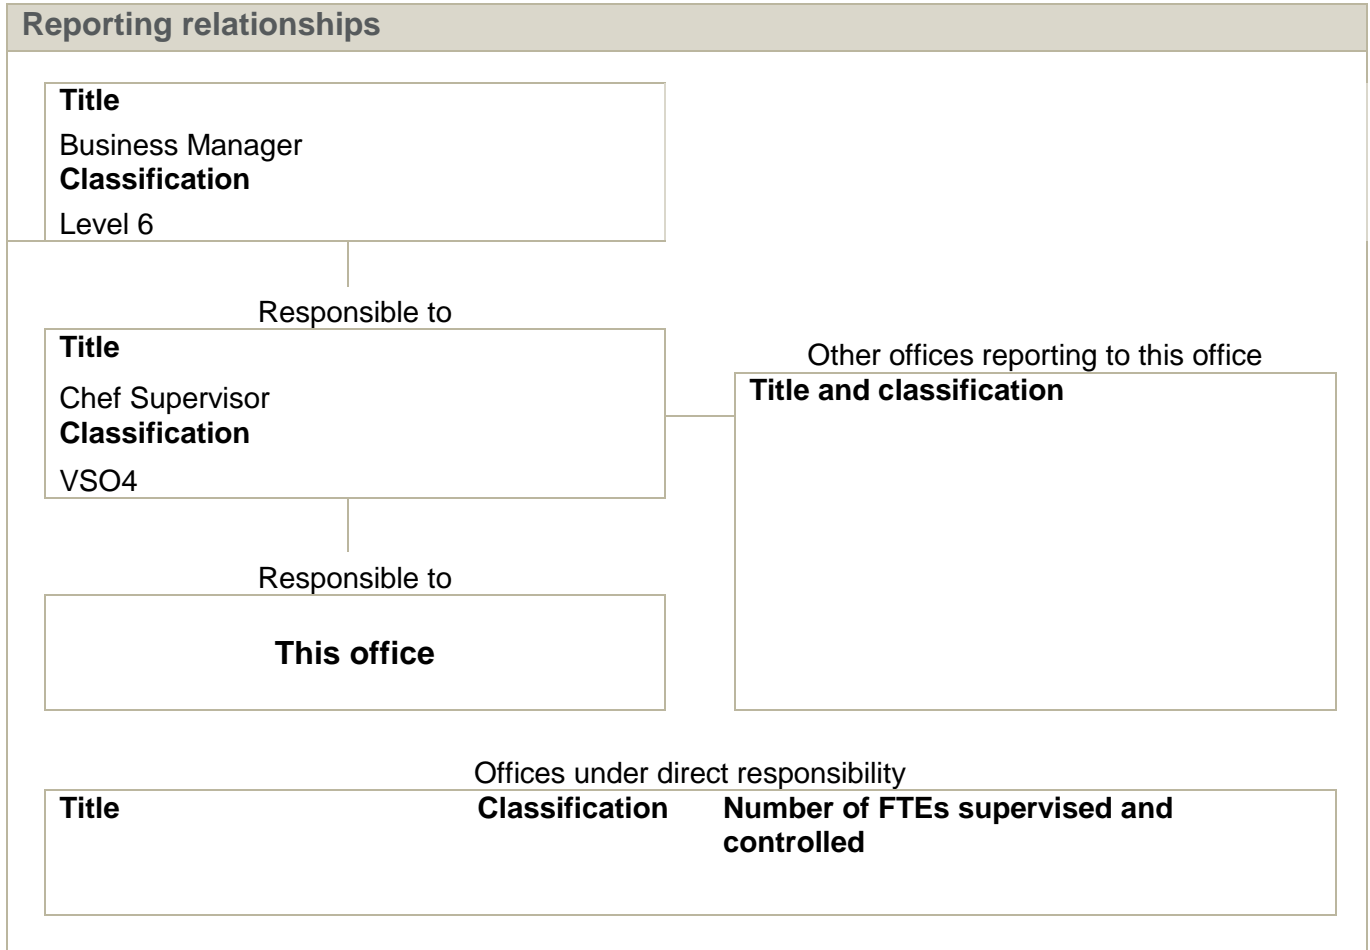 Reporting relationships
Title
Business Manager
Classification
Level 6
Responsible to
Title
Chef Supervisor
Classification
VSO4
Other offices reporting to this office
Title and classification
Responsible to
This office
Offices under direct responsibility
Title Classification Number of FTEs supervised and
controlled